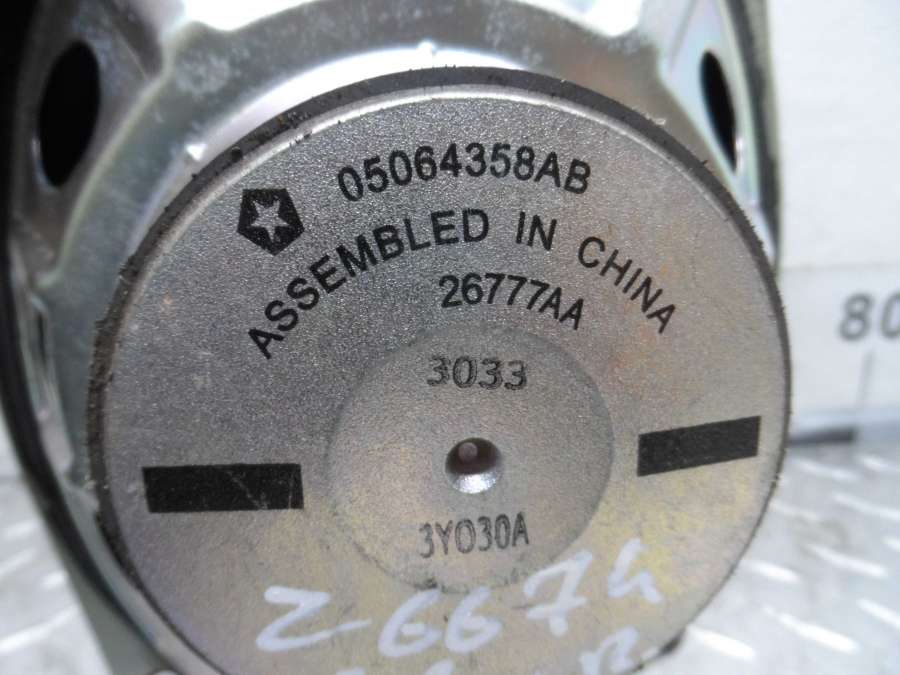 05064358AB
ASSEMBLED IN CHINA
26777AA
3033
3Y030A
Z-6674
80